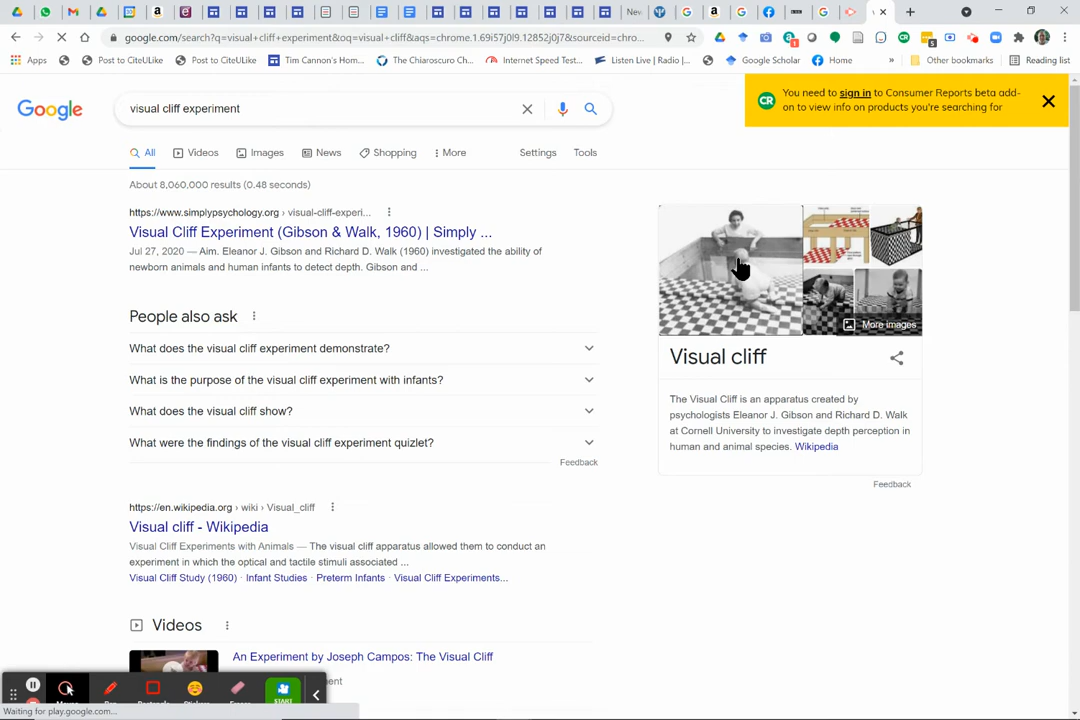 New
google.com/search?q=visual+cliff+experiment&oq=visual+cliff&aqs=chrome.1.69i57j0l9.12852j0j7&sourceid=chro...
Apps
Post to CiteULike
Post to CiteULike
Tim Cannon's Hom...
The Chiaroscuro Ch...
Internet Speed Test...
Listen Live | Radio |...
Google Scholar
Home
»
Other bookmarks
Reading list
Google
visual cliff experiment
CR
You need to sign in to Consumer Reports beta add-
on to view info on products you're searching for
All
Videos
Images
News
Shopping
More
Settings
Tools
About 8,060,000 results (0.48 seconds)
https://www.simplypsychology.org › visual-cliff-experi...
Visual Cliff Experiment (Gibson & Walk, 1960) | Simply ...
Jul 27, 2020 — Aim. Eleanor J. Gibson and Richard D. Walk (1960) investigated the ability of
newborn animals and human infants to detect depth. Gibson and ...
People also ask
What does the visual cliff experiment demonstrate?
What is the purpose of the visual cliff experiment with infants?
What does the visual cliff show?
What were the findings of the visual cliff experiment quizlet?
Feedback
https://en.wikipedia.org › wiki › Visual_cliff
Visual cliff - Wikipedia
Visual Cliff Experiments with Animals — The visual cliff apparatus allowed them to conduct an
experiment in which the optical and tactile stimuli associated ...
Visual Cliff Study (1960) · Infant Studies · Preterm Infants · Visual Cliff Experiments...
Videos
An Experiment by Joseph Campos: The Visual Cliff
More images
Visual cliff
The Visual Cliff is an apparatus created by
psychologists Eleanor J. Gibson and Richard D. Walk
at Cornell University to investigate depth perception in
human and animal species. Wikipedia
Feedback
START
Waiting for play.google.com...